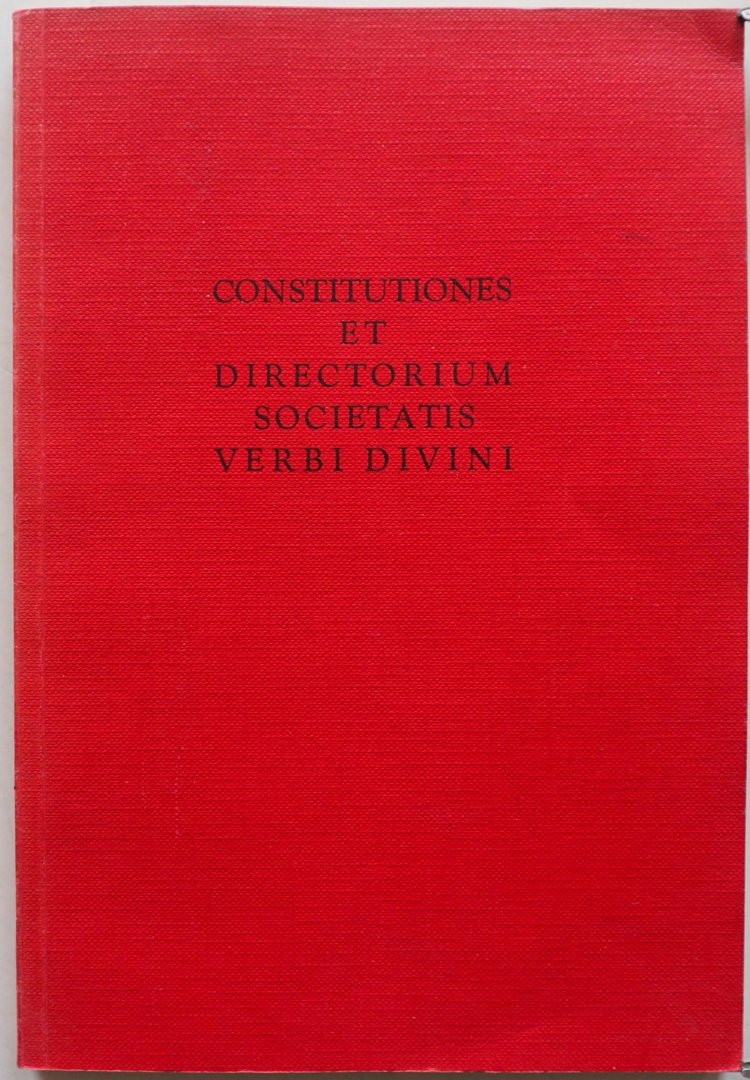 CONSTITUTIONES
ET
DIRECTORIUM
SOCIETATIS
VERBI DIVINI